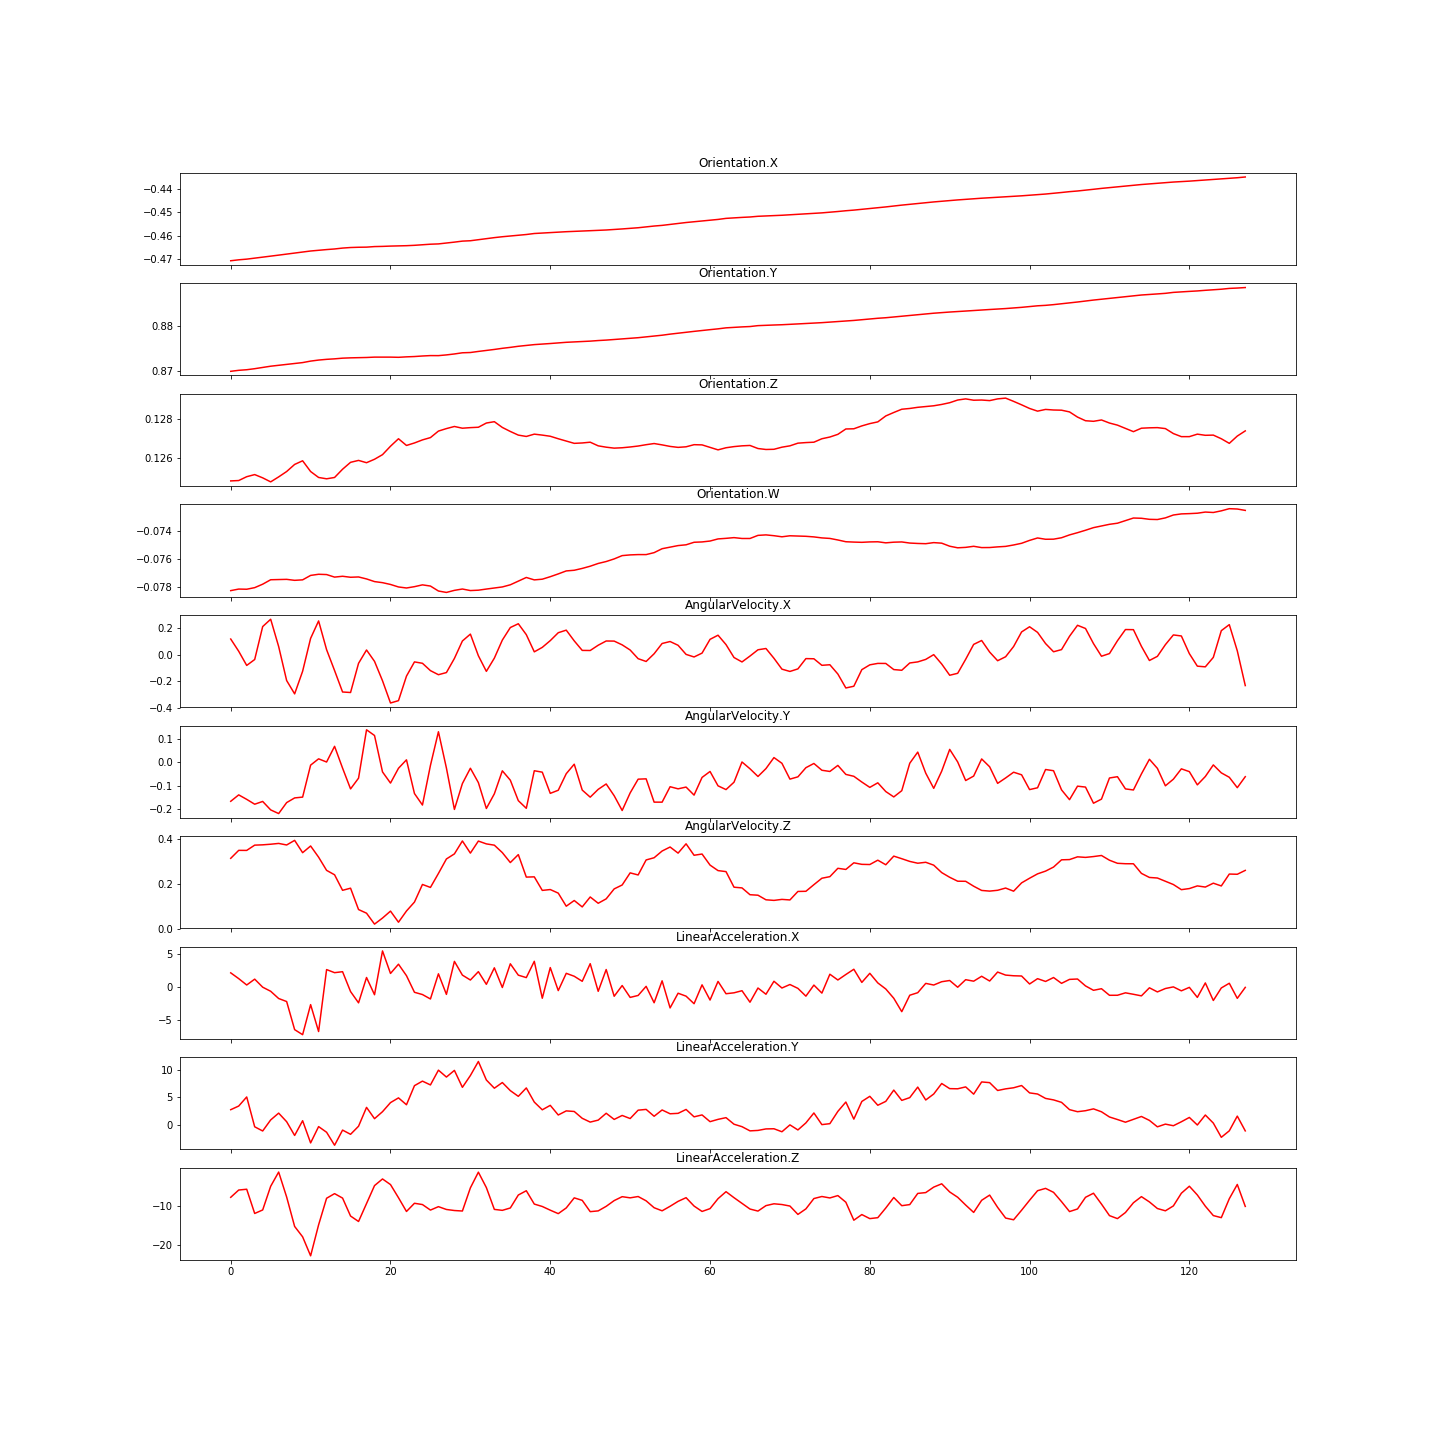 Orientation.X
−0.44
−0.45
−0.46
−0.47
Orientation.Y
0.88
0.87
Orientation.Z
0.128
0.126
Orientation.W
−0.074
−0.076
−0.078
AngularVelocity.X
0.2
0.0
−0.2
−0.4
AngularVelocity.Y
0.1
0.0
−0.1
−0.2
AngularVelocity.Z
0.4
0.2
0.0
LinearAcceleration.X
5
0
−5
LinearAcceleration.Y
10
5
0
LinearAcceleration.Z
−10
−20
0 20 40 60 80 100 120